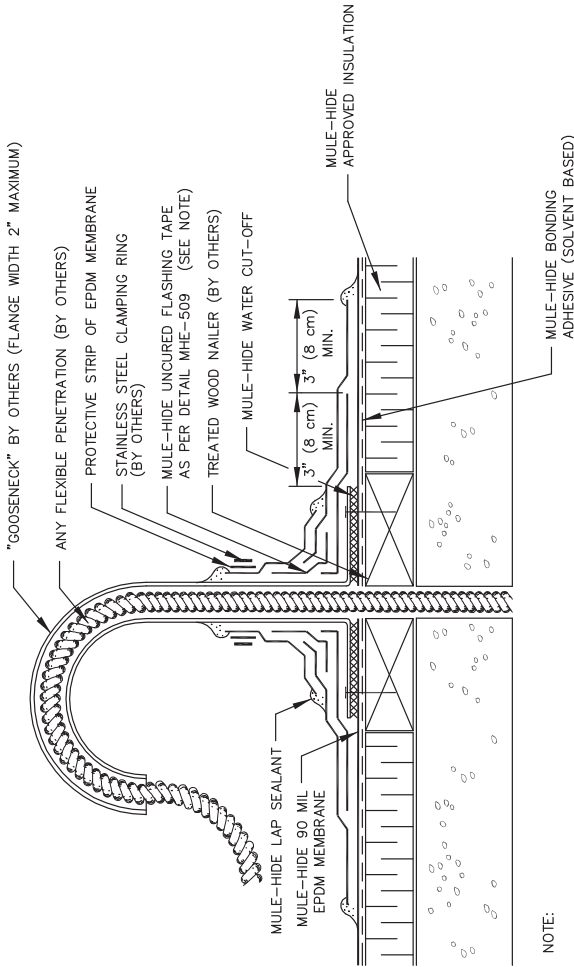 "GOOSENECK" BY OTHERS (FLANGE WIDTH 2" MAXIMUM)
ANY FLEXIBLE PENETRATION (BY OTHERS)
PROTECTIVE STRIP OF EPDM MEMBRANE
STAINLESS STEEL CLAMPING RING
(BY OTHERS)
MULE-HIDE UNCURED FLASHING TAPE
AS PER DETAIL MHE-509 (SEE NOTE)
TREATED WOOD NAILER (BY OTHERS)
MULE-HIDE WATER CUT-OFF
3" (8 cm)
MIN.
3" (8 cm)
MIN.
MULE-HIDE
APPROVED INSULATION
MULE-HIDE LAP SEALANT
MULE-HIDE 90 MIL
EPDM MEMBRANE
MULE-HIDE BONDING
ADHESIVE (SOLVENT BASED)
NOTE: